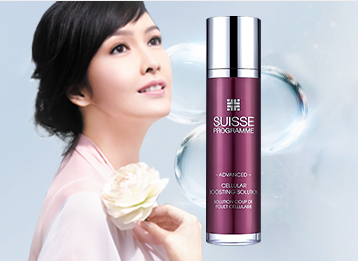 SUISSE
PROGRAMME
– ADVANCED –
CELLULAR
BOOSTING SOLUTION
SOLUTION COUP DE
FOUET CELLULAIRE